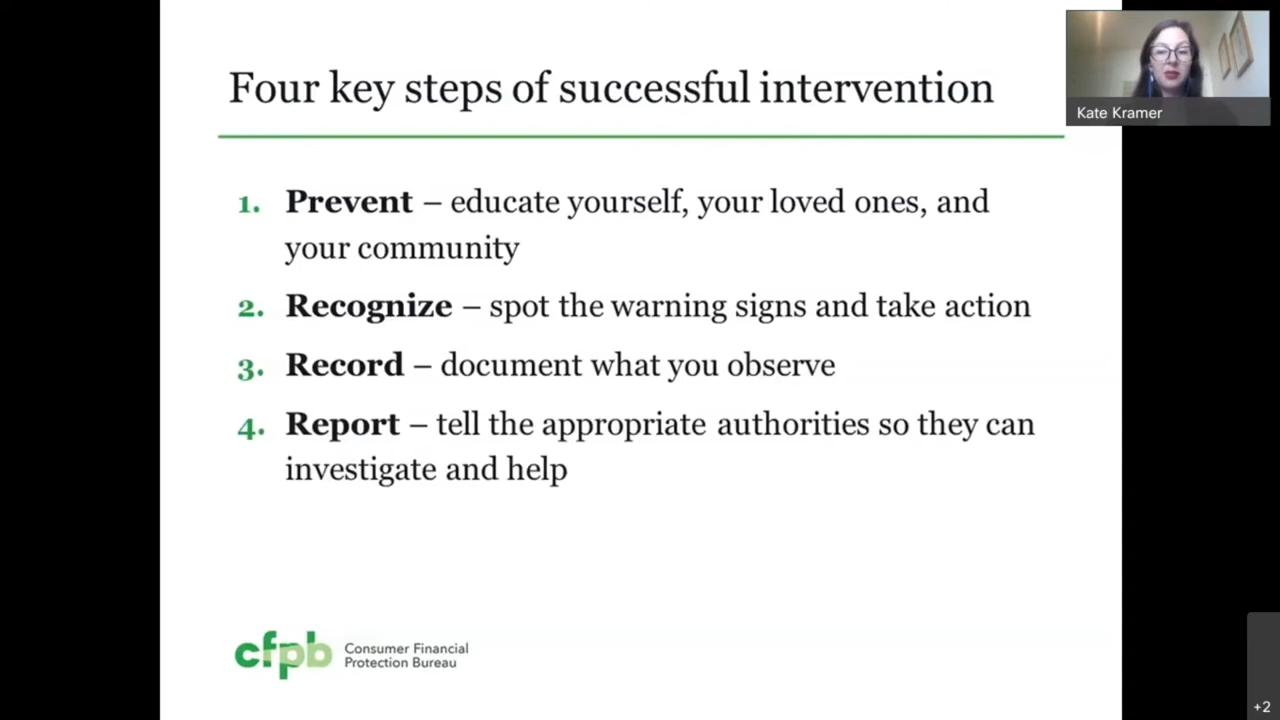 Four key steps of successful intervention
Kate Kramer
1. Prevent – educate yourself, your loved ones, and
your community
2. Recognize – spot the warning signs and take action
3. Record – document what you observe
4. Report – tell the appropriate authorities so they can
investigate and help
cfpb
Consumer Financial
Protection Bureau
+2